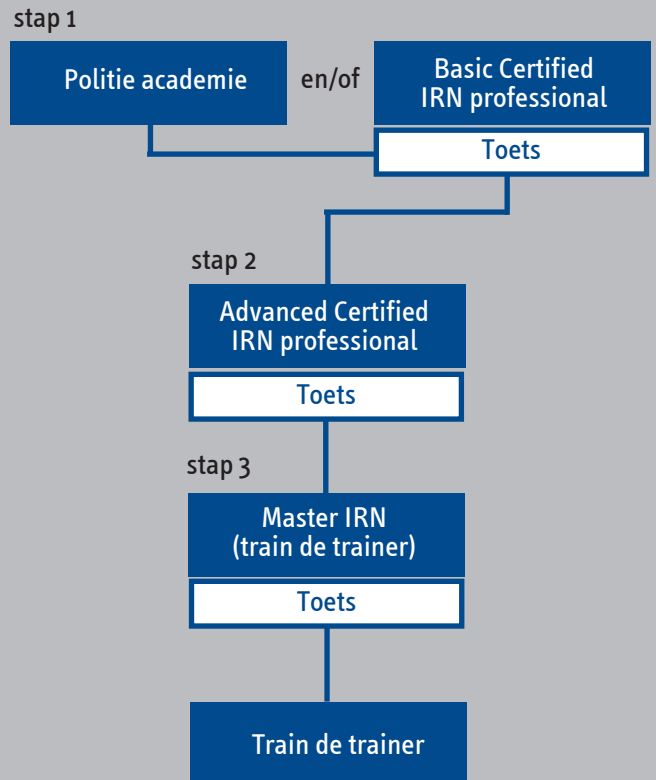 stap 1
Politie academie
en/of
Basic Certified
IRN professional
Toets
stap 2
Advanced Certified
IRN professional
Toets
stap 3
Master IRN
(train de trainer)
Toets
Train de trainer